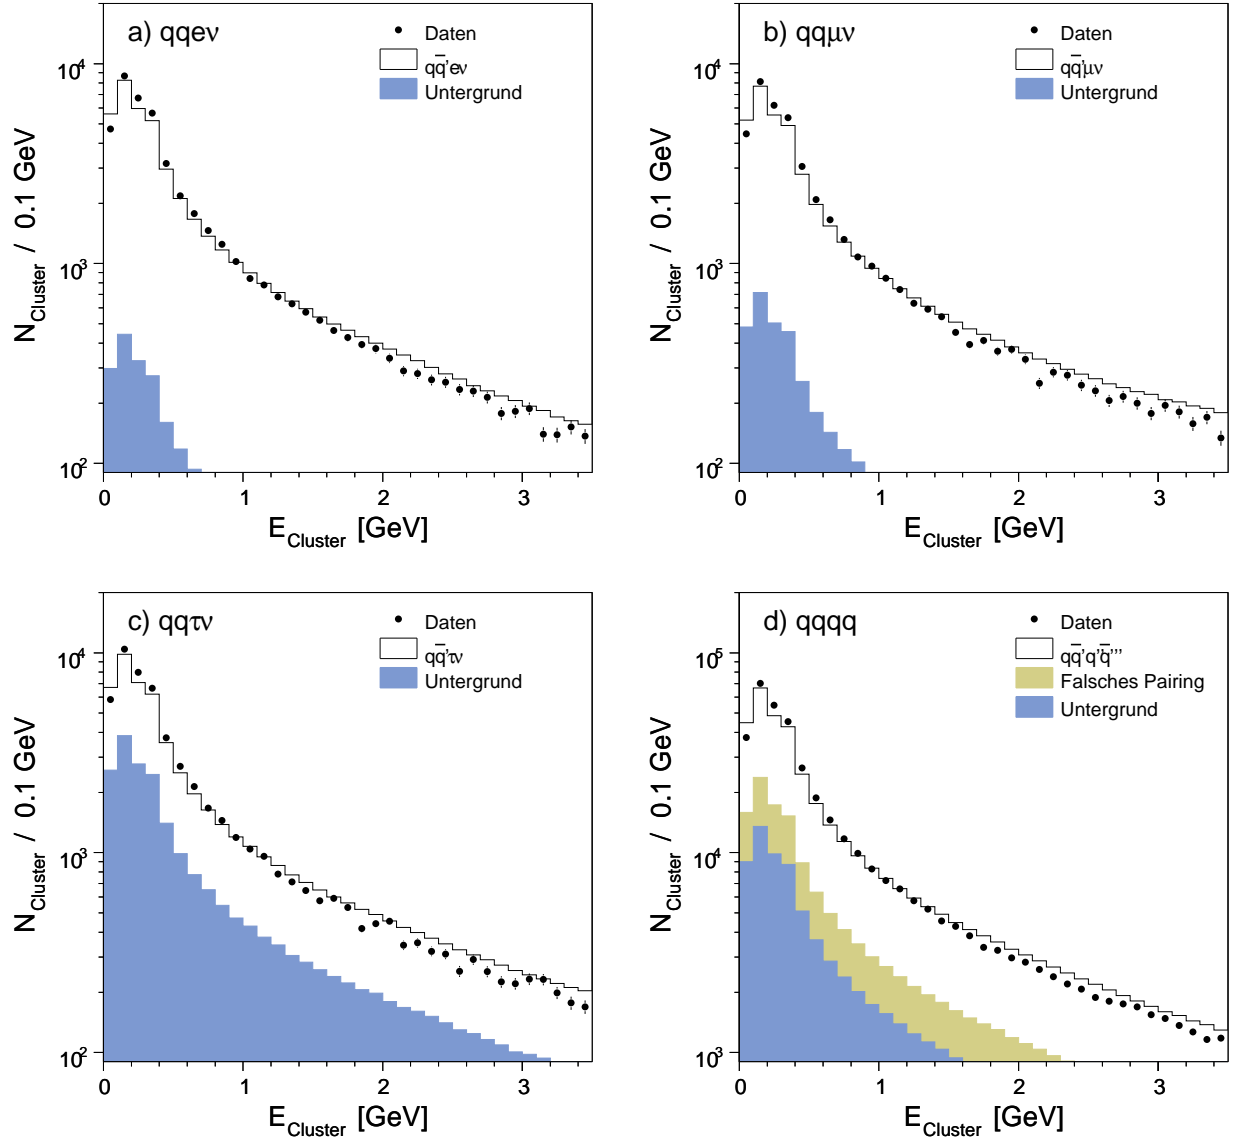 a) qqeν
Daten
qq̄'eν
Untergrund
10⁴
10³
10²
N_Cluster / 0.1 GeV
0 1 2 3
E_Cluster [GeV]
b) qqμν
Daten
qq̄'μν
Untergrund
10⁴
10³
10²
N_Cluster / 0.1 GeV
0 1 2 3
E_Cluster [GeV]
c) qqτν
Daten
qq̄'τν
Untergrund
10⁴
10³
10²
N_Cluster / 0.1 GeV
0 1 2 3
E_Cluster [GeV]
d) qqqq
Daten
qq̄'q'q̄'''
Falsches Pairing
Untergrund
10⁵
10⁴
10³
N_Cluster / 0.1 GeV
0 1 2 3
E_Cluster [GeV]